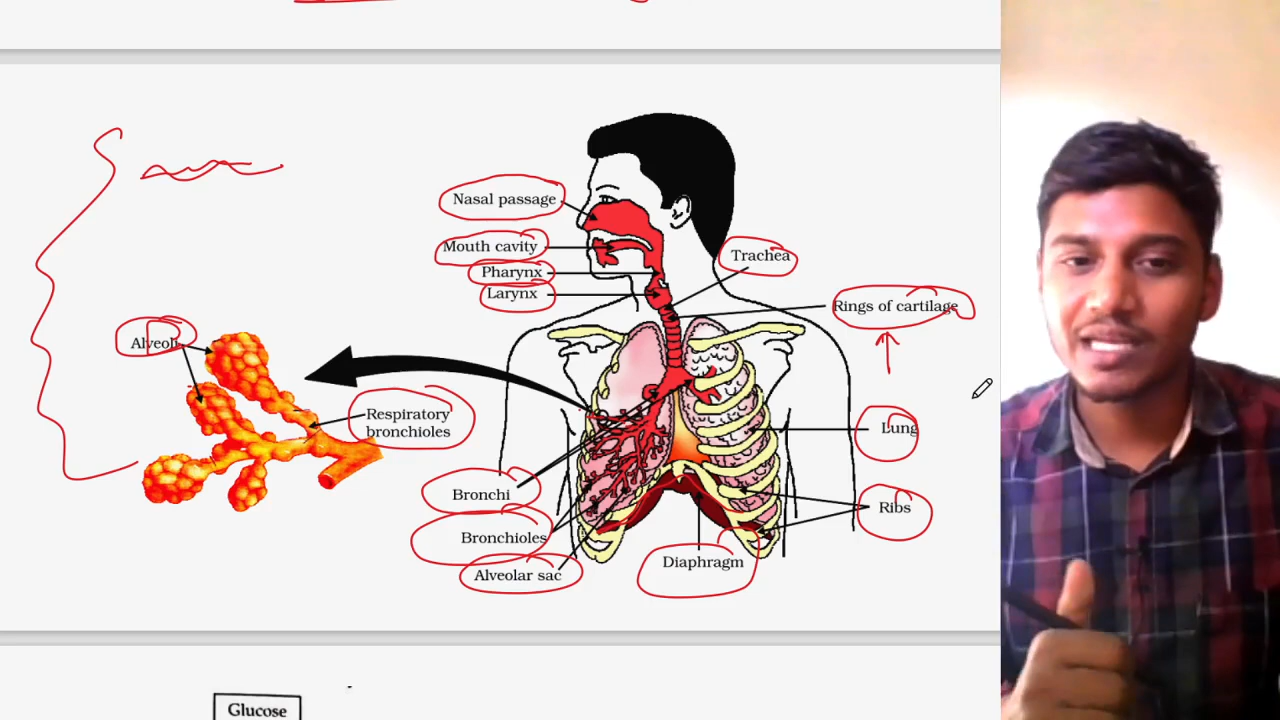 Nasal passage
Mouth cavity
Pharynx
Larynx
Trachea
Rings of cartilage
Alveoli
Respiratory
bronchioles
Lung
Bronchi
Ribs
Bronchioles
Diaphragm
Alveolar sac
Glucose